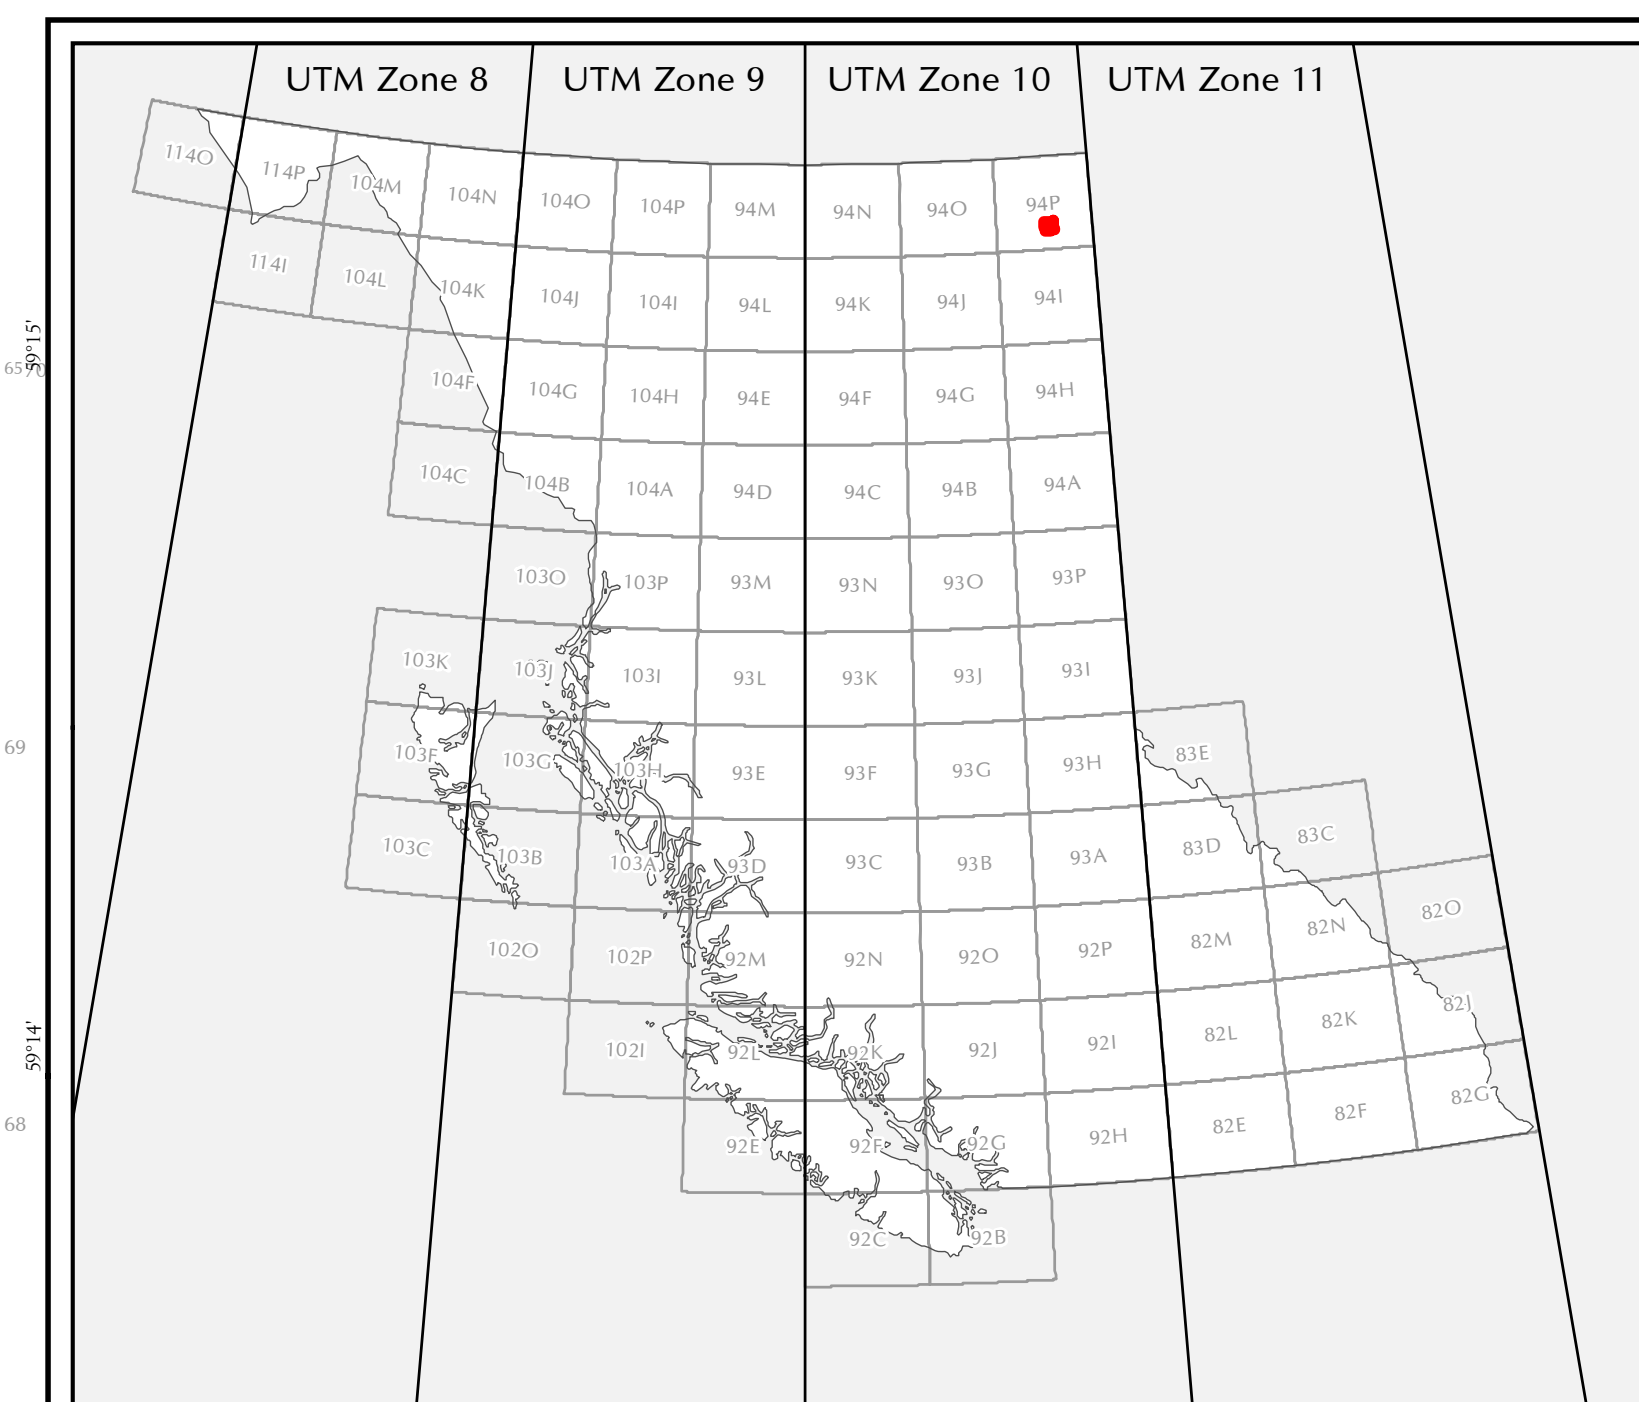 UTM Zone 8 UTM Zone 9 UTM Zone 10 UTM Zone 11
114O 114P 104M 104N 104O 104P 94M 94N 94O 94P
114I 104L 104K 104J 104I 94L 94K 94J 94I
59°15'
6570
104F 104G 104H 94E 94F 94G 94H
104C 104B 104A 94D 94C 94B 94A
103O 103P 93M 93N 93O 93P
103K 103J 103I 93L 93K 93J 93I
69
103F 103G 103H 93E 93F 93G 93H 83E
103C 103B 103A 93D 93C 93B 93A 83D 83C
102O 102P 92M 92N 92O 92P 82M 82N 82O
59°14'
102I 92L 92K 92J 92I 82L 82K 82J
68
92E 92F 92G 92H 82E 82F 82G
92C 92B